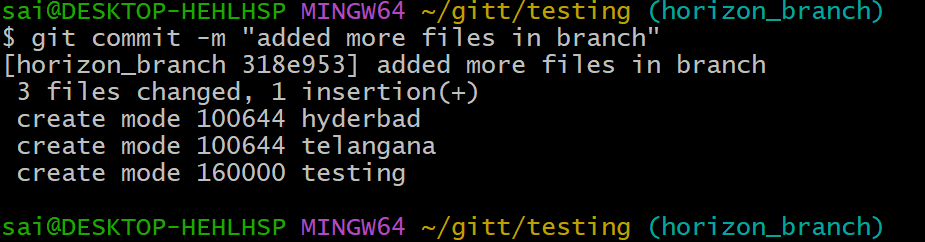 sai@DESKTOP-HEHLHSP MINGW64 ~/gitt/testing (horizon_branch)
$ git commit -m "added more files in branch"
[horizon_branch 318e953] added more files in branch
 3 files changed, 1 insertion(+)
 create mode 100644 hyderbad
 create mode 100644 telangana
 create mode 160000 testing

sai@DESKTOP-HEHLHSP MINGW64 ~/gitt/testing (horizon_branch)